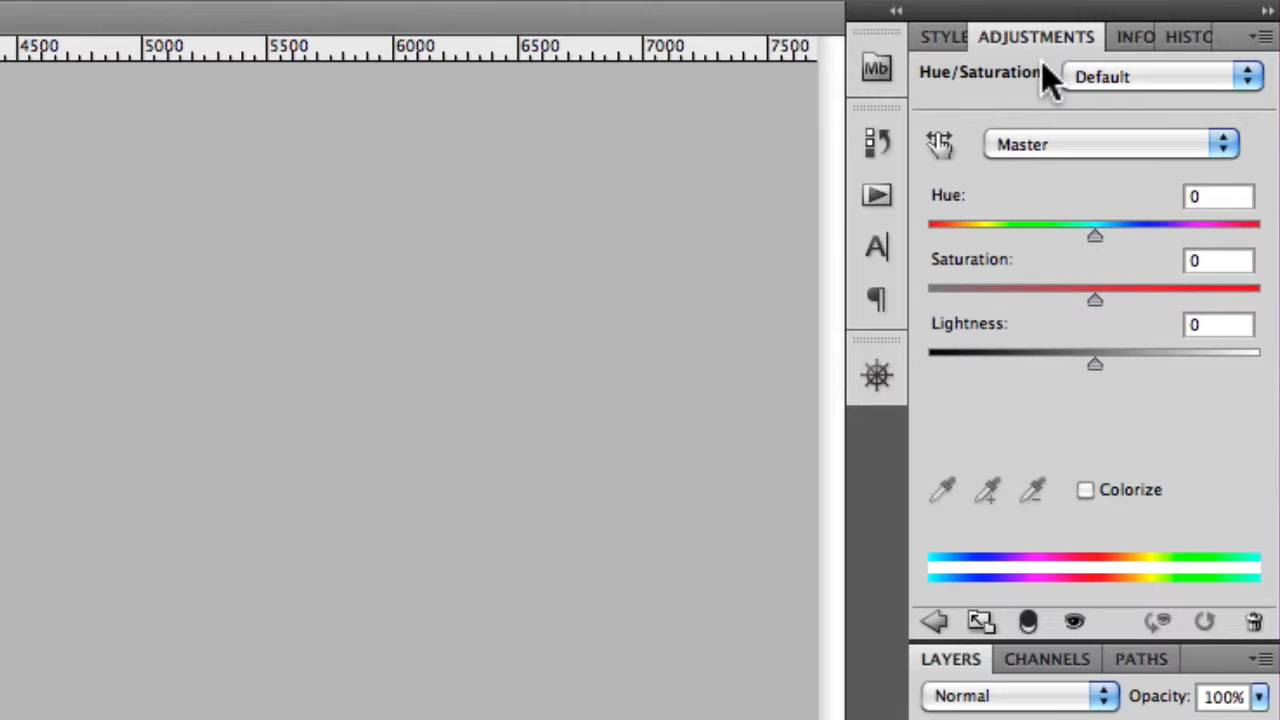 4500 5000 5500 6000 6500 7000 7500
Mb
STYLE ADJUSTMENTS INFO HISTO
Hue/Saturation Default
Master
Hue: 0
Saturation: 0
Lightness: 0
A
¶
Colorize
LAYERS CHANNELS PATHS
Normal Opacity: 100%